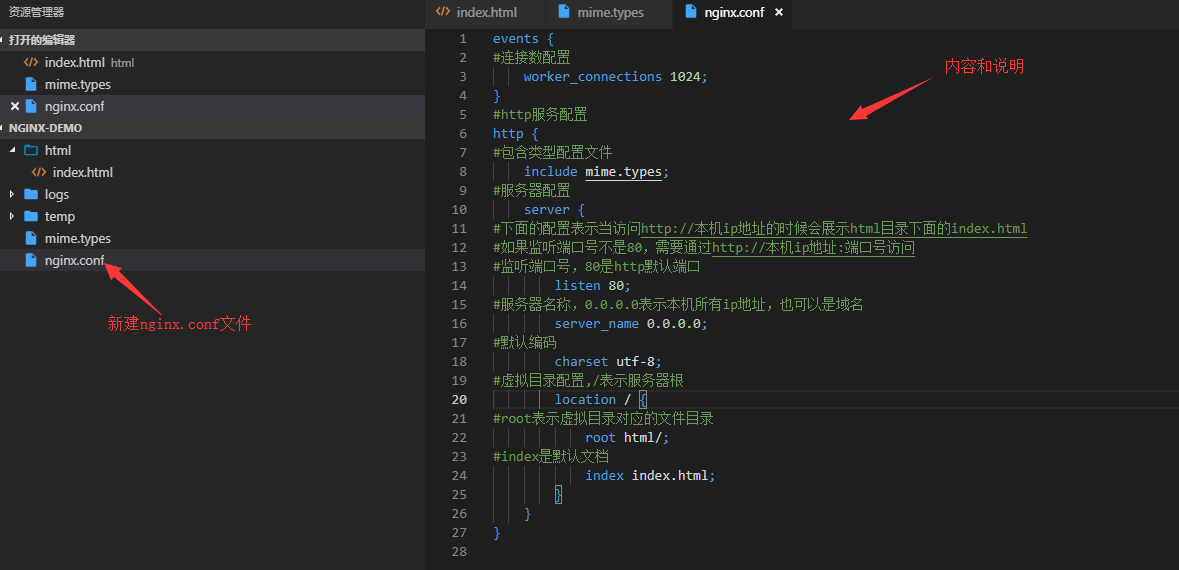 资源管理器
打开的编辑器
index.html html
mime.types
nginx.conf
NGINX-DEMO
html
index.html
logs
temp
mime.types
nginx.conf
新建nginx.conf文件
index.html
mime.types
nginx.conf
内容和说明
1 events {
2 #连接数配置
3 worker_connections 1024;
4 }
5 #http服务配置
6 http {
7 #包含类型配置文件
8 include mime.types;
9 #服务器配置
10 server {
11 #下面的配置表示当访问http://本机ip地址的时候会展示html目录下面的index.html
12 #如果监听端口号不是80，需要通过http://本机ip地址:端口号访问
13 #监听端口号，80是http默认端口
14 listen 80;
15 #服务器名称，0.0.0.0表示本机所有ip地址，也可以是域名
16 server_name 0.0.0.0;
17 #默认编码
18 charset utf-8;
19 #虚拟目录配置,/表示服务器根
20 location / {
21 #root表示虚拟目录对应的文件目录
22 root html/;
23 #index是默认文档
24 index index.html;
25 }
26 }
27 }
28